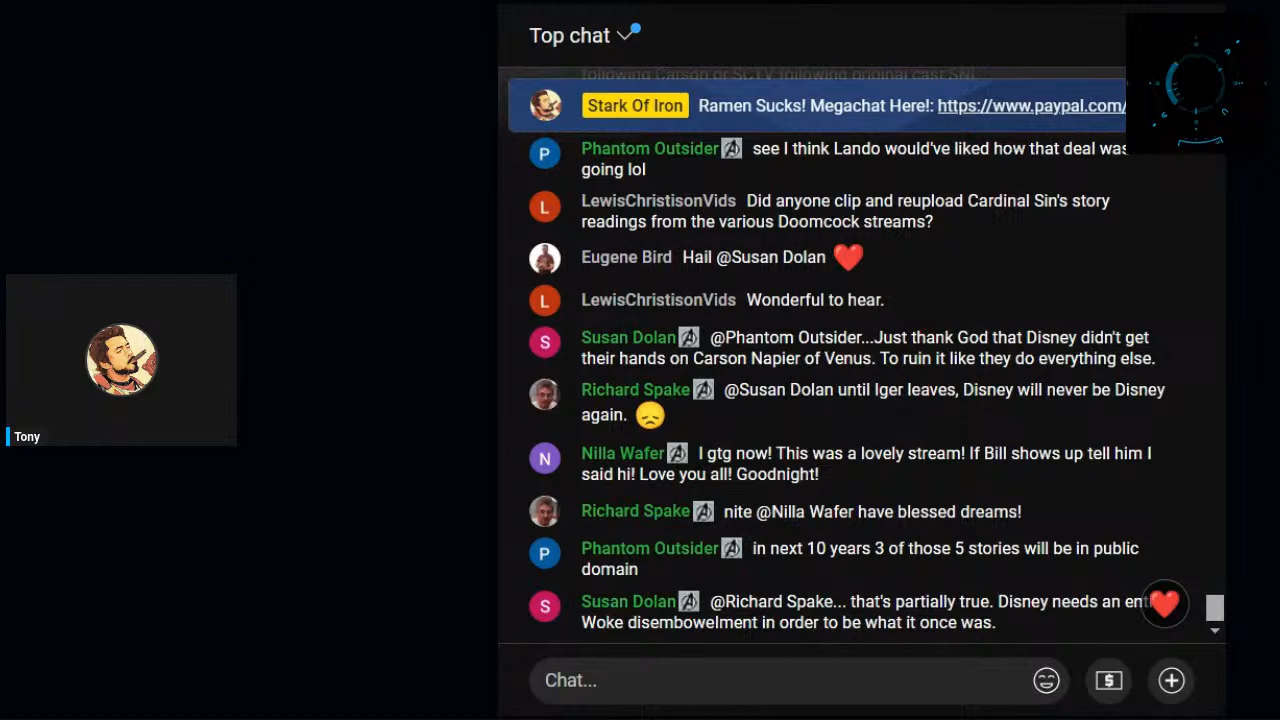 Top chat
following Carson or SCTV following original cast SNL
Stark Of Iron Ramen Sucks! Megachat Here!: https://www.paypal.com/
Phantom Outsider see I think Lando would've liked how that deal was
going lol
LewisChristisonVids Did anyone clip and reupload Cardinal Sin's story
readings from the various Doomcock streams?
Eugene Bird Hail @Susan Dolan
LewisChristisonVids Wonderful to hear.
Susan Dolan @Phantom Outsider...Just thank God that Disney didn't get
their hands on Carson Napier of Venus. To ruin it like they do everything else.
Richard Spake @Susan Dolan until Iger leaves, Disney will never be Disney
again.
Nilla Wafer I gtg now! This was a lovely stream! If Bill shows up tell him I
said hi! Love you all! Goodnight!
Richard Spake nite @Nilla Wafer have blessed dreams!
Phantom Outsider in next 10 years 3 of those 5 stories will be in public
domain
Susan Dolan @Richard Spake... that's partially true. Disney needs an
Woke disembowelment in order to be what it once was.
Chat...
Tony
P
L
L
S
N
P
S